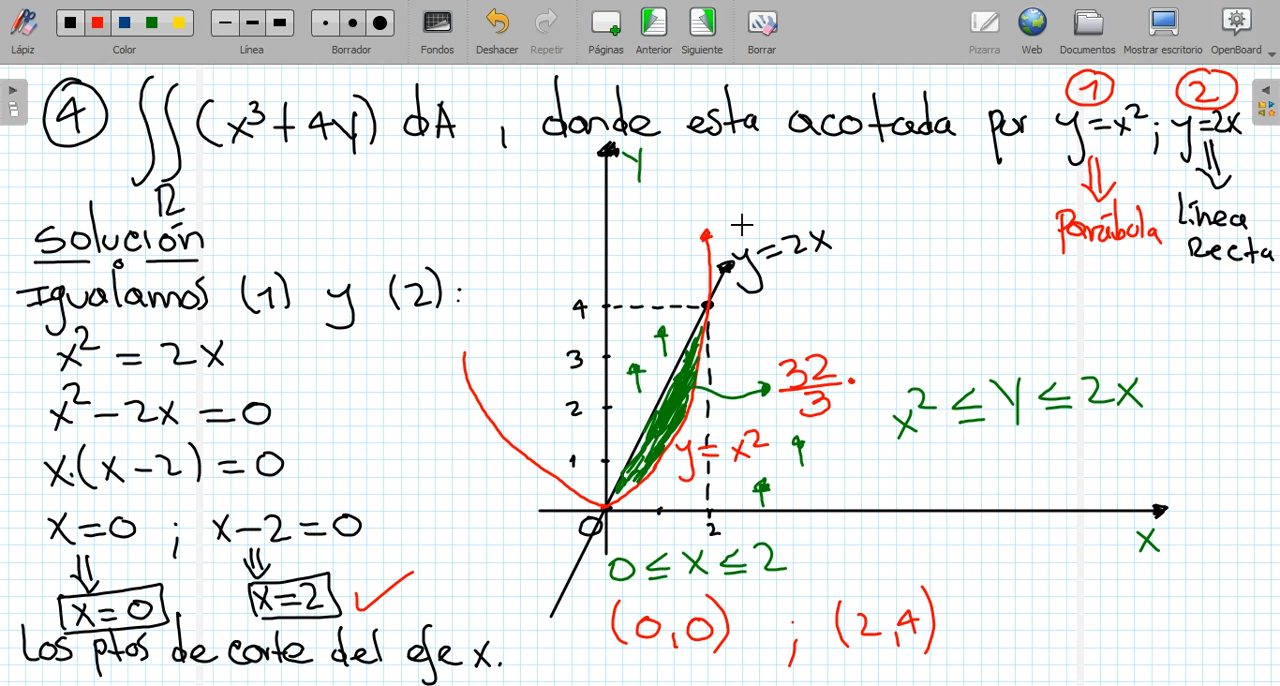 Lápiz Color Línea Borrador Fondos Deshacer Repetir Páginas Anterior Siguiente Borrar Pizarra Web Documentos Mostrar escritorio OpenBoard
④ ∬ (x³+4y) dA , donde esta acotada por y=x² ; y=2x
R
① ②
Parábola
Línea
Recta
Solución
Igualamos (1) y (2):
x² = 2x
x²-2x=0
x.(x-2)=0
x=0 ; x-2=0
x=0 x=2
Los ptos de corte del eje x.
Y
y=2x
4
3
2
1
0
2
x
32/3.
y=x²
x² ≤ Y ≤ 2x
0 ≤ x ≤ 2
(0,0) ; (2,4)